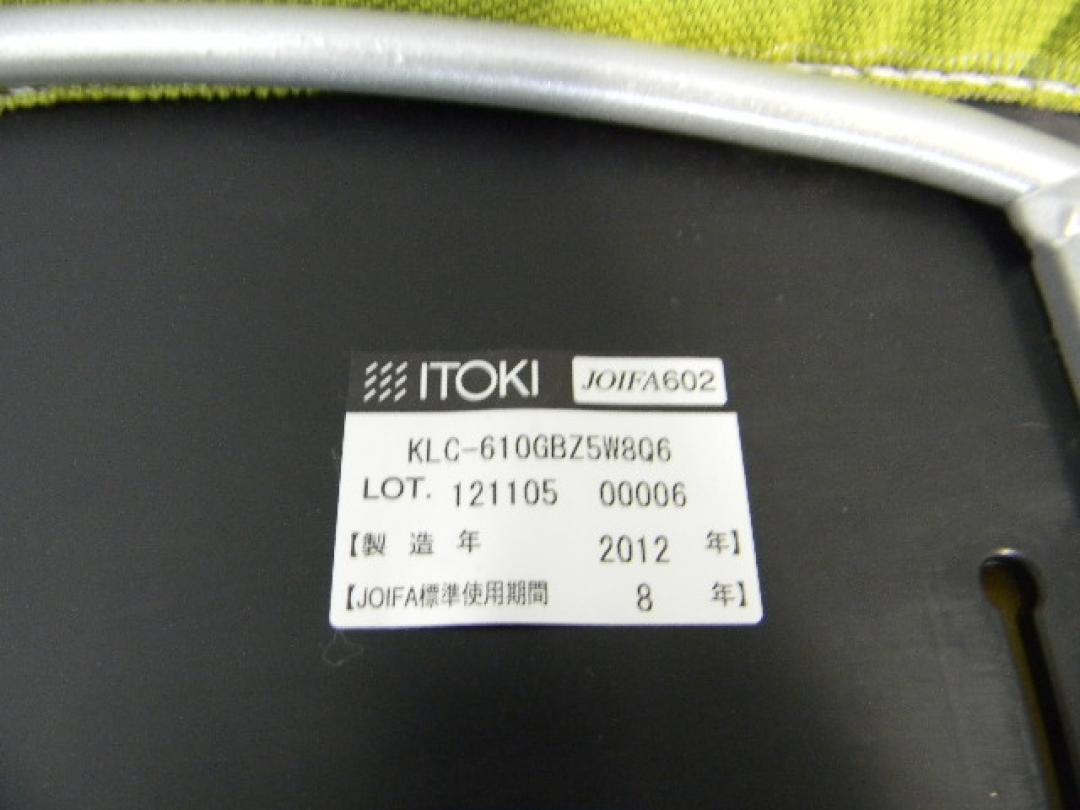 ITOKI JOIFA602
KLC-610GBZ5W8Q6
LOT. 121105 00006
【製 造 年 2012 年】
【JOIFA標準使用期間 8 年】